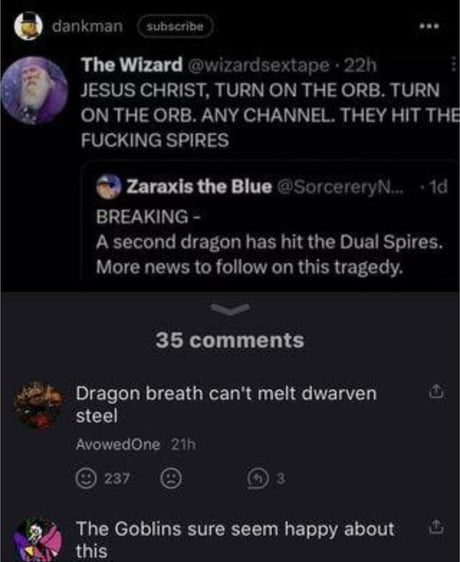 dankman subscribe
The Wizard @wizardsextape · 22h
JESUS CHRIST, TURN ON THE ORB. TURN
ON THE ORB. ANY CHANNEL. THEY HIT THE
FUCKING SPIRES
Zaraxis the Blue @SorcereryN... · 1d
BREAKING -
A second dragon has hit the Dual Spires.
More news to follow on this tragedy.
35 comments
Dragon breath can't melt dwarven
steel
AvowedOne 21h
237 3
The Goblins sure seem happy about
this